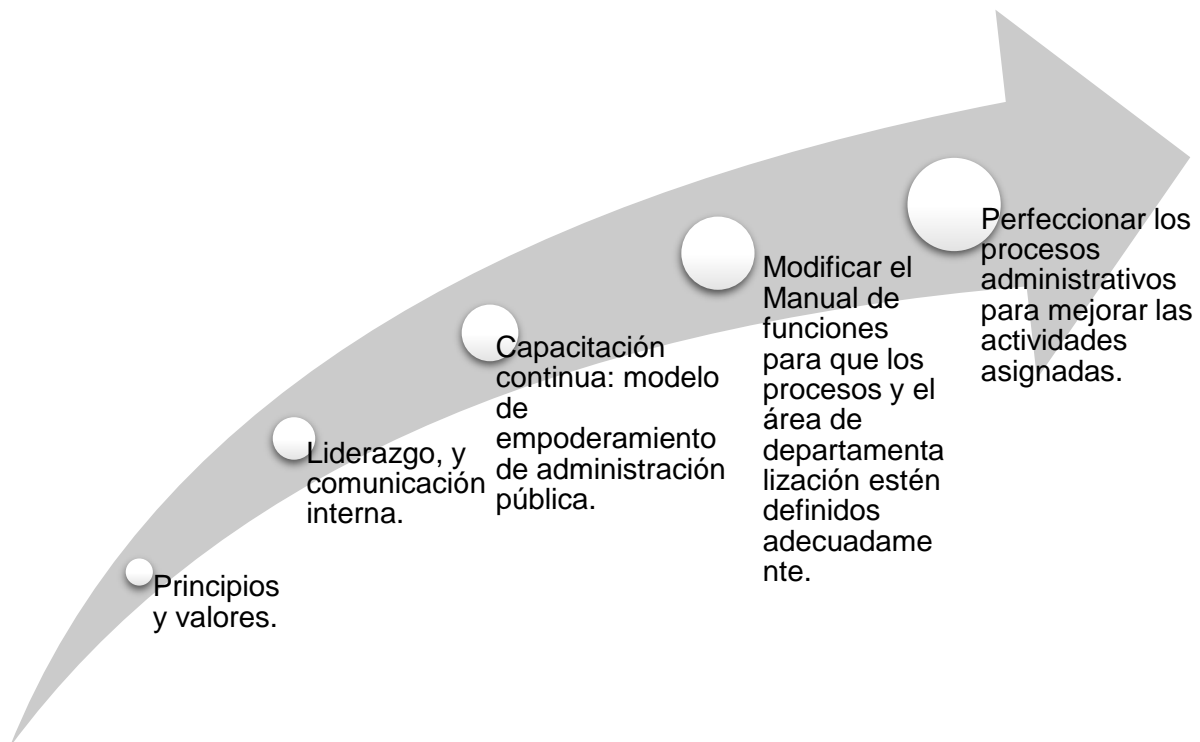 Principios
y valores.
Liderazgo, y
comunicación
interna.
Capacitación
continua: modelo
de
empoderamiento
de administración
pública.
Modificar el
Manual de
funciones
para que los
procesos y el
área de
departamenta
lización estén
definidos
adecuadame
nte.
Perfeccionar los
procesos
administrativos
para mejorar las
actividades
asignadas.